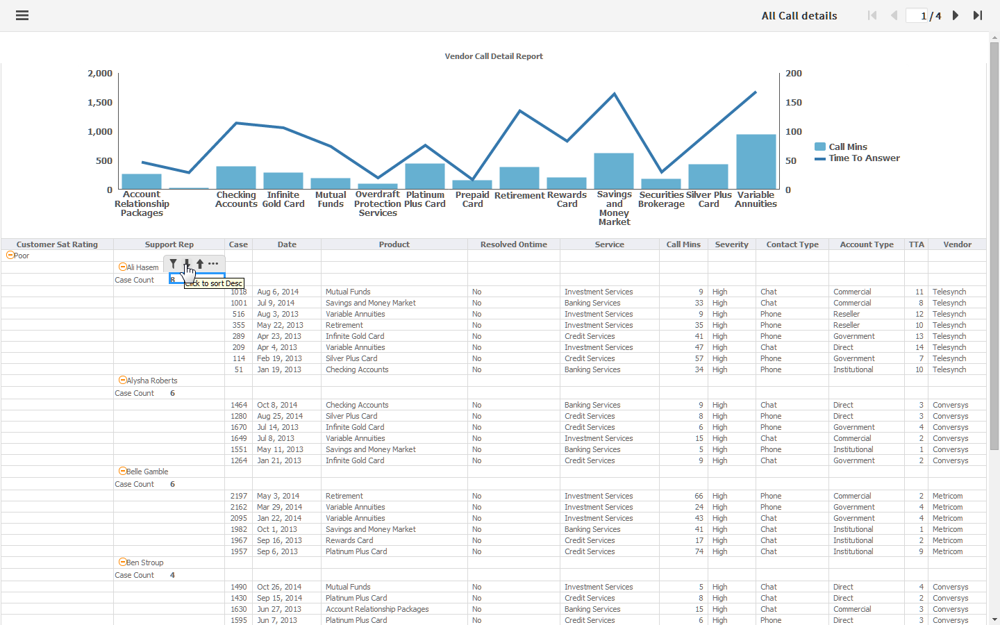 All Call details
1 / 4
Vendor Call Detail Report
2,000
1,500
1,000
500
0
200
150
100
50
0
Call Mins
Time To Answer
Account Relationship Packages
Checking Accounts
Infinite Gold Card
Mutual Funds
Overdraft Protection Services
Platinum Plus Card
Prepaid Card
Retirement
Rewards Card
Savings and Money Market
Securities Brokerage
Silver Plus Card
Variable Annuities
Customer Sat Rating Support Rep Case Date Product Resolved Ontime Service Call Mins Severity Contact Type Account Type TTA Vendor
Poor
Ali Hasem
Case Count 8
Click to sort Desc
1018 Aug 6, 2014 Mutual Funds No Investment Services 9 High Chat Commercial 11 Telesynch
1001 Jul 9, 2014 Savings and Money Market No Banking Services 33 High Chat Commercial 8 Telesynch
516 Aug 3, 2013 Variable Annuities No Investment Services 9 High Phone Reseller 12 Telesynch
355 May 22, 2013 Retirement No Investment Services 35 High Phone Reseller 10 Telesynch
289 Apr 23, 2013 Infinite Gold Card No Credit Services 41 High Phone Government 13 Telesynch
209 Apr 4, 2013 Variable Annuities No Investment Services 47 High Chat Direct 14 Telesynch
114 Feb 19, 2013 Silver Plus Card No Credit Services 57 High Phone Government 7 Telesynch
51 Jan 19, 2013 Checking Accounts No Banking Services 34 High Phone Institutional 10 Telesynch
Alysha Roberts
Case Count 6
1464 Oct 8, 2014 Checking Accounts No Banking Services 9 High Chat Direct 3 Conversys
1280 Aug 25, 2014 Silver Plus Card No Credit Services 8 High Phone Direct 3 Conversys
1670 Jul 14, 2013 Infinite Gold Card No Credit Services 6 High Phone Government 4 Conversys
1649 Jul 8, 2013 Variable Annuities No Investment Services 15 High Chat Commercial 2 Conversys
1551 May 11, 2013 Savings and Money Market No Banking Services 5 High Phone Institutional 1 Conversys
1264 Jan 21, 2013 Infinite Gold Card No Credit Services 9 High Chat Government 2 Conversys
Belle Gamble
Case Count 6
2197 May 3, 2014 Retirement No Investment Services 66 High Phone Commercial 2 Metricom
2162 Mar 29, 2014 Variable Annuities No Investment Services 24 High Phone Government 4 Metricom
2095 Jan 22, 2014 Variable Annuities No Investment Services 43 High Chat Government 4 Metricom
1982 Oct 1, 2013 Savings and Money Market No Banking Services 41 High Chat Institutional 1 Metricom
1967 Sep 16, 2013 Rewards Card No Credit Services 17 High Chat Institutional 2 Metricom
1957 Sep 6, 2013 Platinum Plus Card No Credit Services 74 High Chat Institutional 9 Metricom
Ben Stroup
Case Count 4
1490 Oct 26, 2014 Mutual Funds No Investment Services 5 High Chat Direct 4 Conversys
1430 Sep 15, 2014 Platinum Plus Card No Credit Services 8 High Chat Direct 2 Conversys
1630 Jun 27, 2013 Account Relationship Packages No Banking Services 15 High Chat Commercial 3 Conversys
1595 Jun 7, 2013 Platinum Plus Card No Credit Services 6 High Phone Direct 3 Conversys